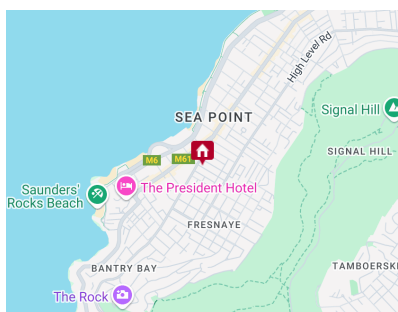 High Level Rd
SEA POINT
Signal Hill
SIGNAL HILL
M6
M61
Saunders'
Rocks Beach
The President Hotel
FRESNAYE
BANTRY BAY
TAMBOERSK
The Rock